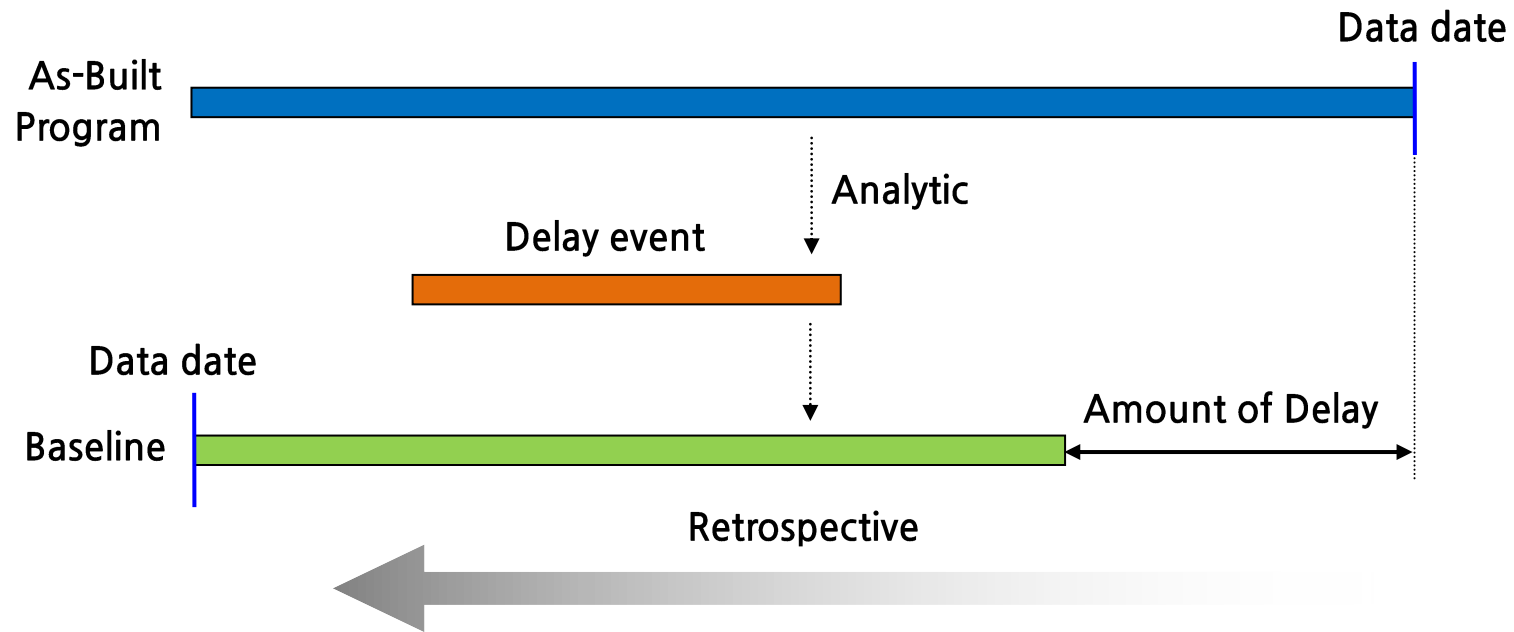 Data date
As-Built
Program
Analytic
Delay event
Data date
Amount of Delay
Baseline
Retrospective